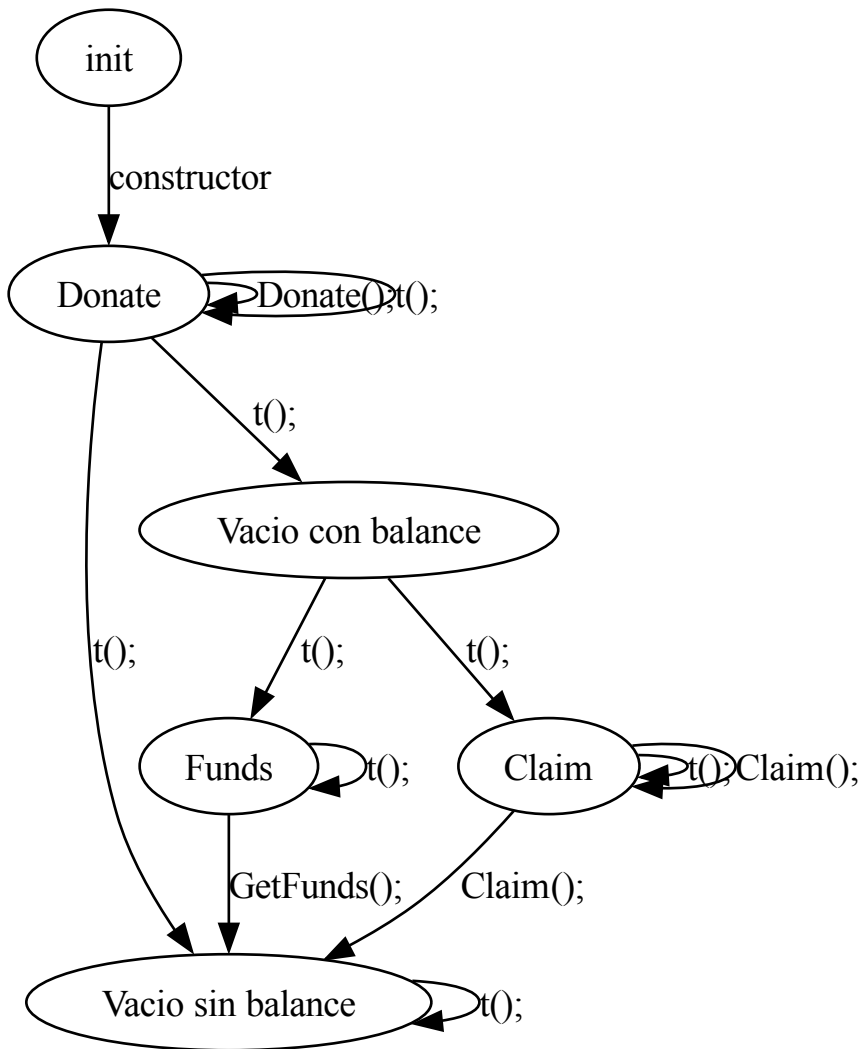 init
constructor
Donate
Donate();
t();
t();
Vacio con balance
t();
t();
t();
Funds
t();
Claim
t();
Claim();
GetFunds();
Claim();
Vacio sin balance
t();